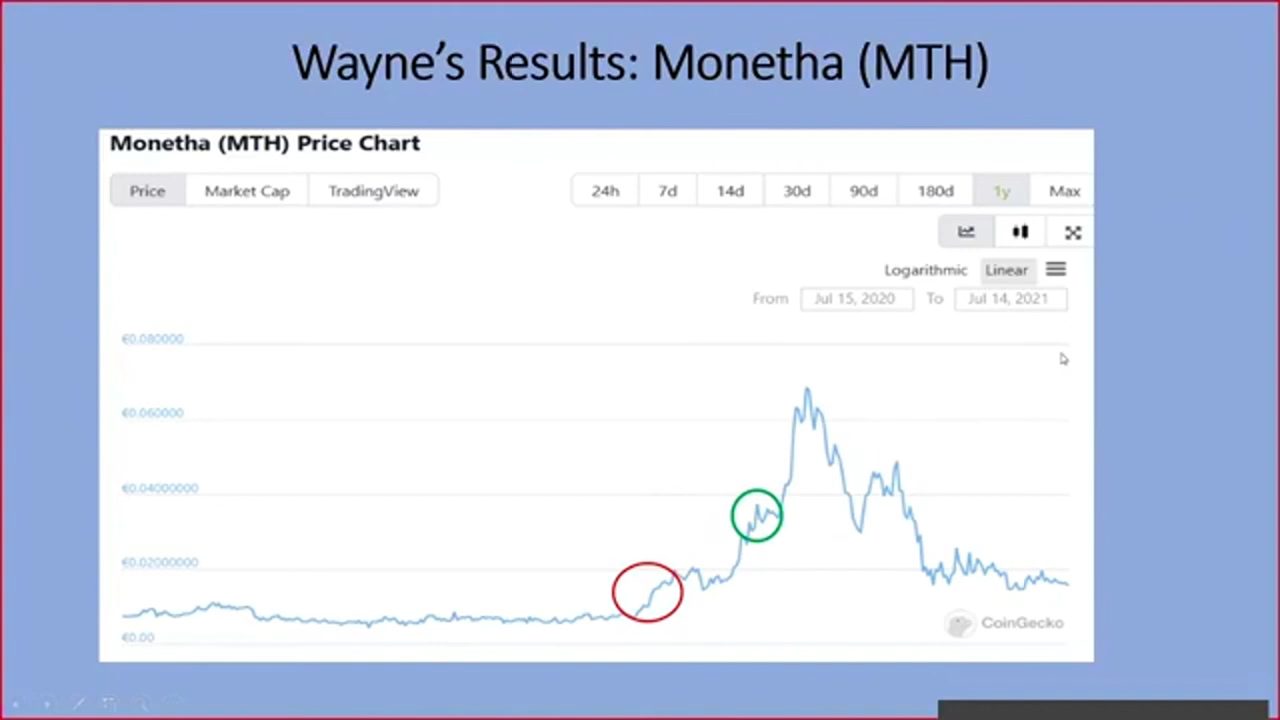 Wayne's Results: Monetha (MTH)
Monetha (MTH) Price Chart
Price Market Cap TradingView 24h 7d 14d 30d 90d 180d 1y Max
Logarithmic Linear
From Jul 15, 2020 To Jul 14, 2021
€0.080000
€0.060000
€0.04000000
€0.02000000
€0.00
CoinGecko